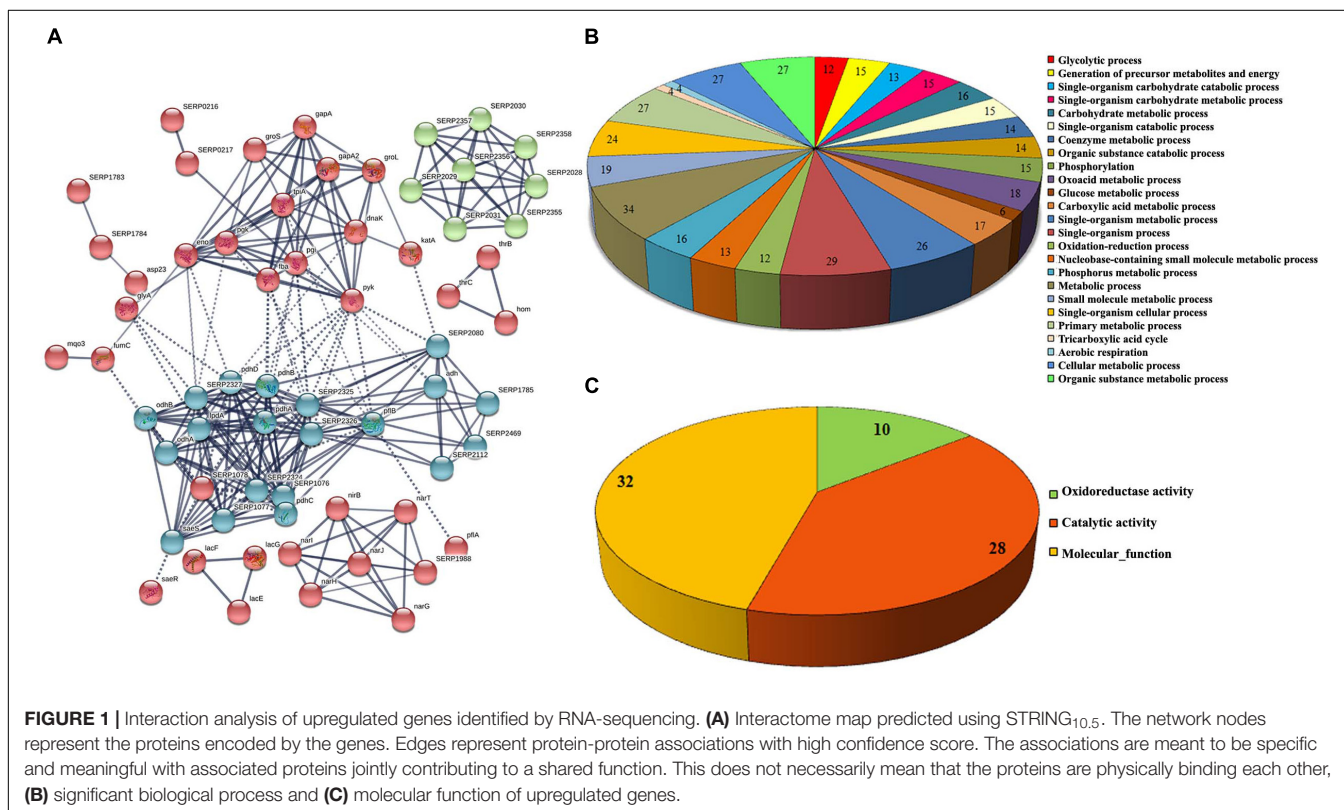 A
SERP0216
SERP0217
SERP1783
SERP1784
asp23
glyA
mqo3
fumC
groS
gapA
gapA2
groL
tpiA
dnaK
eno
pgk
pgi
fba
katA
pyk
SERP2030
SERP2357
SERP2358
SERP2356
SERP2029
SERP2028
SERP2031
SERP2355
thrB
thrC
hom
SERP2080
adh
SERP1785
SERP2469
SERP2112
pdhD
pdhB
SERP2327
SERP2325
odhB
lpdA
pdhA
SERP2326
pflB
odhA
SERP1078
SERP2324
SERP1076
SERP1077
pdhC
saeS
saeR
lacF
lacG
lacE
nirB
narT
narI
narJ
SERP1988
narH
narG
pflA
B
12
15
13
15
16
15
14
14
15
18
6
17
26
29
12
13
16
34
19
24
27
4
4
27
27
Glycolytic process
Generation of precursor metabolites and energy
Single-organism carbohydrate catabolic process
Single-organism carbohydrate metabolic process
Carbohydrate metabolic process
Single-organism catabolic process
Coenzyme metabolic process
Organic substance catabolic process
Phosphorylation
Oxoacid metabolic process
Glucose metabolic process
Carboxylic acid metabolic process
Single-organism metabolic process
Single-organism process
Oxidation-reduction process
Nucleobase-containing small molecule metabolic process
Phosphorus metabolic process
Metabolic process
Small molecule metabolic process
Single-organism cellular process
Primary metabolic process
Tricarboxylic acid cycle
Aerobic respiration
Cellular metabolic process
Organic substance metabolic process
C
10
32
28
Oxidoreductase activity
Catalytic activity
Molecular_function
FIGURE 1 | Interaction analysis of upregulated genes identified by RNA-sequencing. (A) Interactome map predicted using STRING10.5. The network nodes
represent the proteins encoded by the genes. Edges represent protein-protein associations with high confidence score. The associations are meant to be specific
and meaningful with associated proteins jointly contributing to a shared function. This does not necessarily mean that the proteins are physically binding each other,
(B) significant biological process and (C) molecular function of upregulated genes.